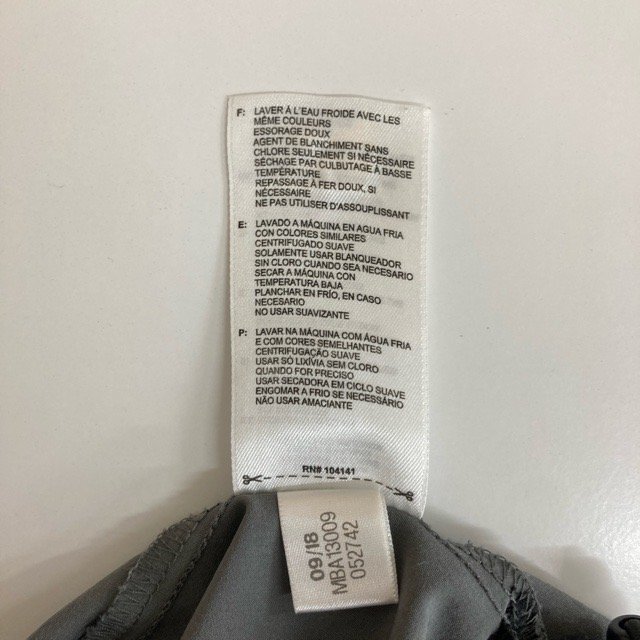 F: LAVER À L'EAU FROIDE AVEC LES
MÊME COULEURS
ESSORAGE DOUX
AGENT DE BLANCHIMENT SANS
CHLORE SEULEMENT SI NÉCESSAIRE
SÉCHAGE PAR CULBUTAGE À BASSE
TEMPÉRATURE
REPASSAGE À FER DOUX, SI
NÉCESSAIRE
NE PAS UTILISER D'ASSOUPLISSANT
E: LAVADO A MÁQUINA EN AGUA FRIA
CON COLORES SIMILARES
CENTRIFUGADO SUAVE
SOLAMENTE USAR BLANQUEADOR
SIN CLORO CUANDO SEA NECESARIO
SECAR A MÁQUINA CON
TEMPERATURA BAJA
PLANCHAR EN FRÍO, EN CASO
NECESARIO
NO USAR SUAVIZANTE
P: LAVAR NA MÁQUINA COM ÁGUA FRIA
E COM CORES SEMELHANTES
CENTRIFUGAÇÃO SUAVE
USAR SÓ LIXÍVIA SEM CLORO
QUANDO FOR PRECISO
USAR SECADORA EM CICLO SUAVE
ENGOMAR A FRIO SE NECESSÁRIO
NÃO USAR AMACIANTE
RN# 104141
09/18
MBA13009
052742